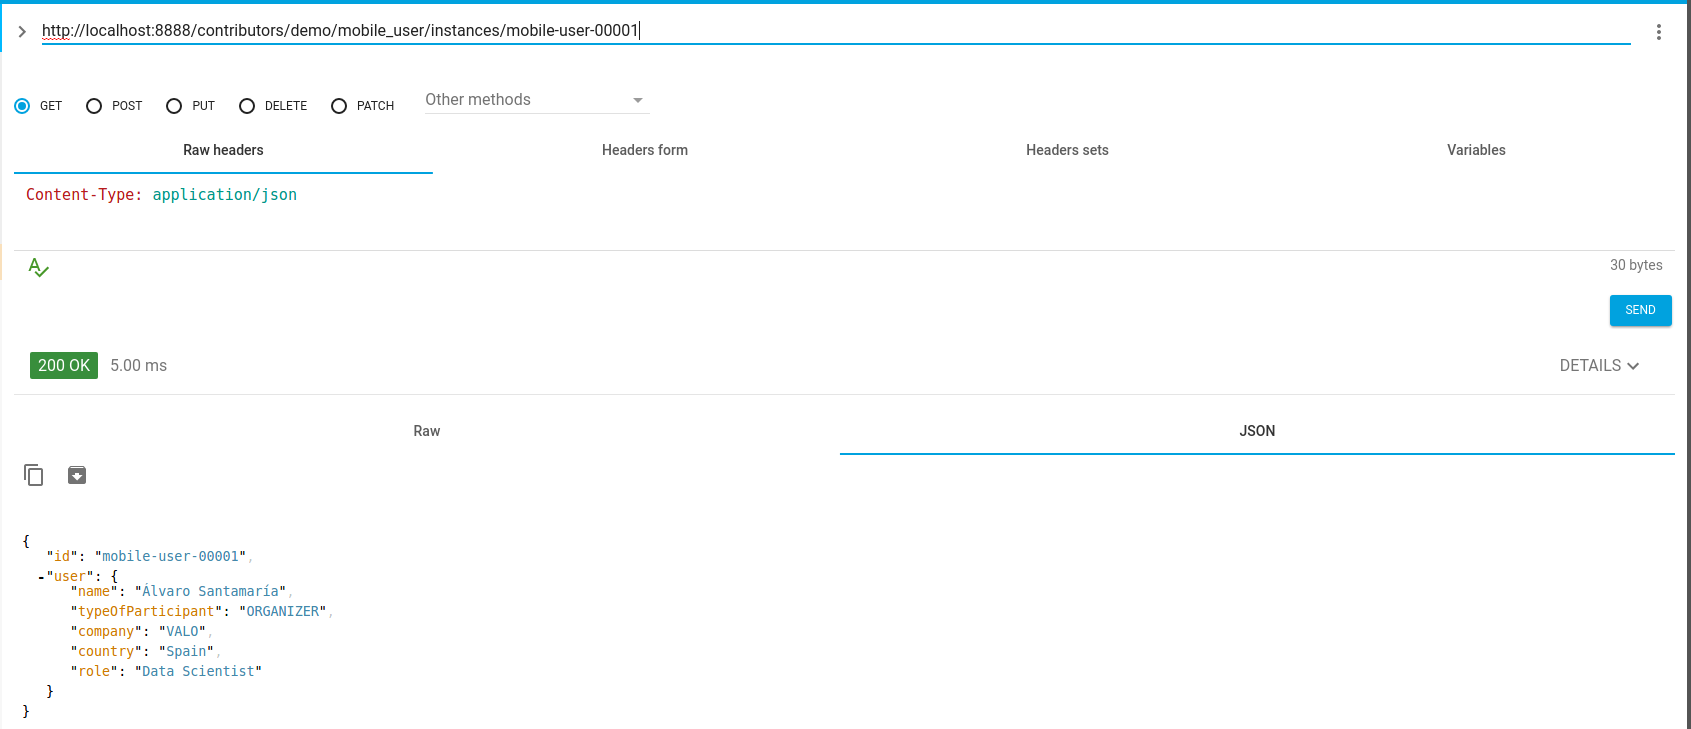 http://localhost:8888/contributors/demo/mobile_user/instances/mobile-user-00001
GET POST PUT DELETE PATCH Other methods
Raw headers Headers form Headers sets Variables
Content-Type: application/json
30 bytes
SEND
200 OK 5.00 ms DETAILS
Raw JSON
{
"id": "mobile-user-00001",
-"user": {
"name": "Álvaro Santamaría",
"typeOfParticipant": "ORGANIZER",
"company": "VALO",
"country": "Spain",
"role": "Data Scientist"
}
}